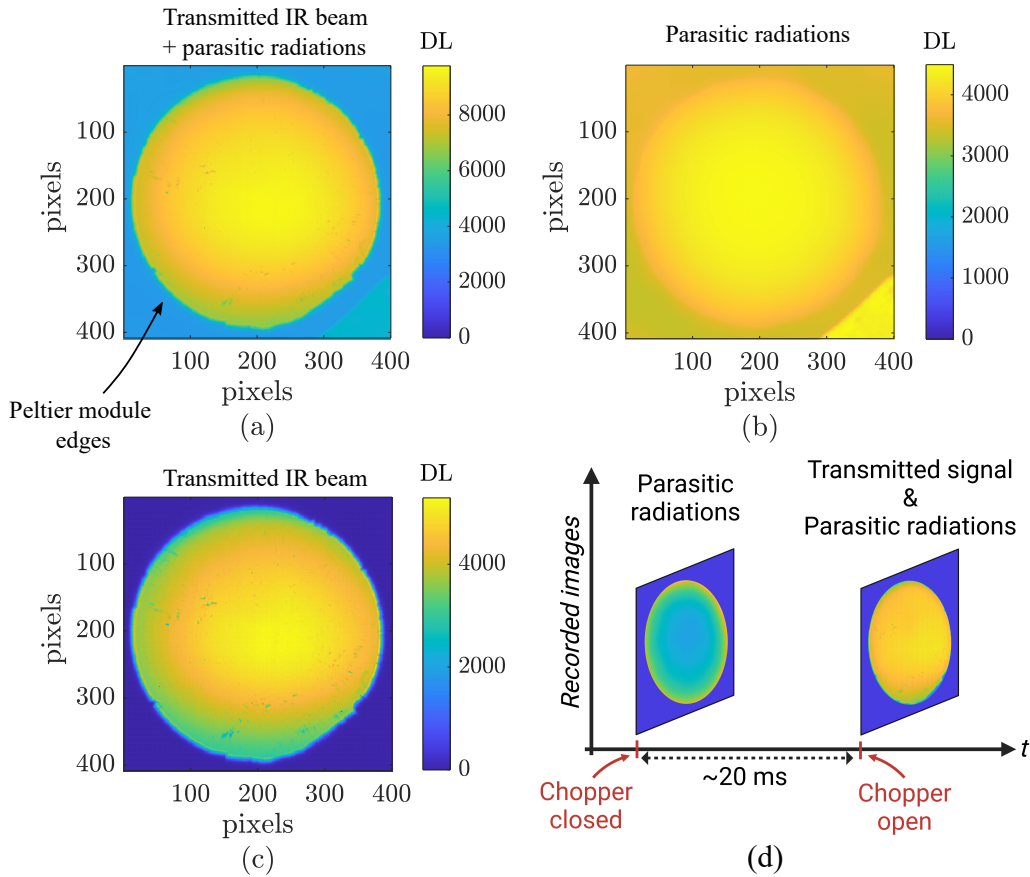 Transmitted IR beam
+ parasitic radiations
DL
8000
6000
4000
2000
0
100
200
300
400
pixels
100 200 300 400
pixels
Peltier module
edges
(a)
Parasitic radiations
DL
4000
3000
2000
1000
0
100
200
300
400
pixels
100 200 300 400
pixels
(b)
Transmitted IR beam
DL
4000
2000
0
100
200
300
400
pixels
100 200 300 400
pixels
(c)
Recorded images
Parasitic
radiations
Transmitted signal
&
Parasitic radiations
t
~20 ms
Chopper
closed
Chopper
open
(d)